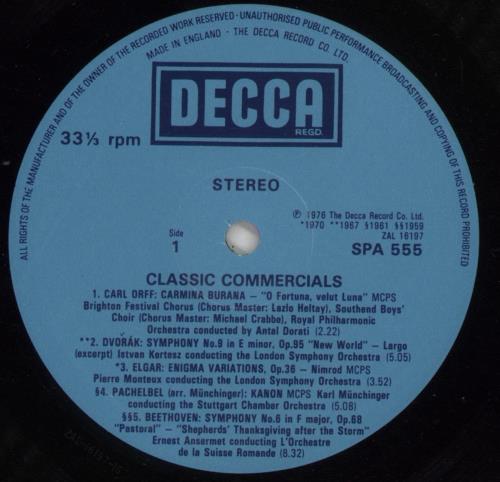 ALL RIGHTS OF THE MANUFACTURER AND OF THE OWNER OF THE RECORDED WORK RESERVED · UNAUTHORISED PUBLIC PERFORMANCE BROADCASTING AND COPYING OF THIS RECORD PROHIBITED
MADE IN ENGLAND · THE DECCA RECORD CO. LTD.
DECCA
REGD.
33⅓ rpm
STEREO
℗ 1976 The Decca Record Co. Ltd.
*1970 **1967 §1961 §§1959
ZAL 16197
Side
1
SPA 555
CLASSIC COMMERCIALS
1. CARL ORFF: CARMINA BURANA — "O Fortuna, velut Luna" MCPS
Brighton Festival Chorus (Chorus Master: Lazlo Heltay), Southend Boys'
Choir (Chorus Master: Michael Crabbe), Royal Philharmonic
Orchestra conducted by Antal Dorati (2.22)
**2. DVOŘÁK: SYMPHONY No.9 in E minor, Op.95 "New World" — Largo
(excerpt) Istvan Kertesz conducting the London Symphony Orchestra (5.05)
*3. ELGAR: ENIGMA VARIATIONS, Op.36 — Nimrod MCPS
Pierre Monteux conducting the London Symphony Orchestra (3.52)
§4. PACHELBEL (arr. Münchinger): KANON MCPS Karl Münchinger
conducting the Stuttgart Chamber Orchestra (5.08)
§§5. BEETHOVEN: SYMPHONY No.6 in F major, Op.68
"Pastoral" — "Shepherds' Thanksgiving after the Storm"
Ernest Ansermet conducting L'Orchestre
de la Suisse Romande (8.32)